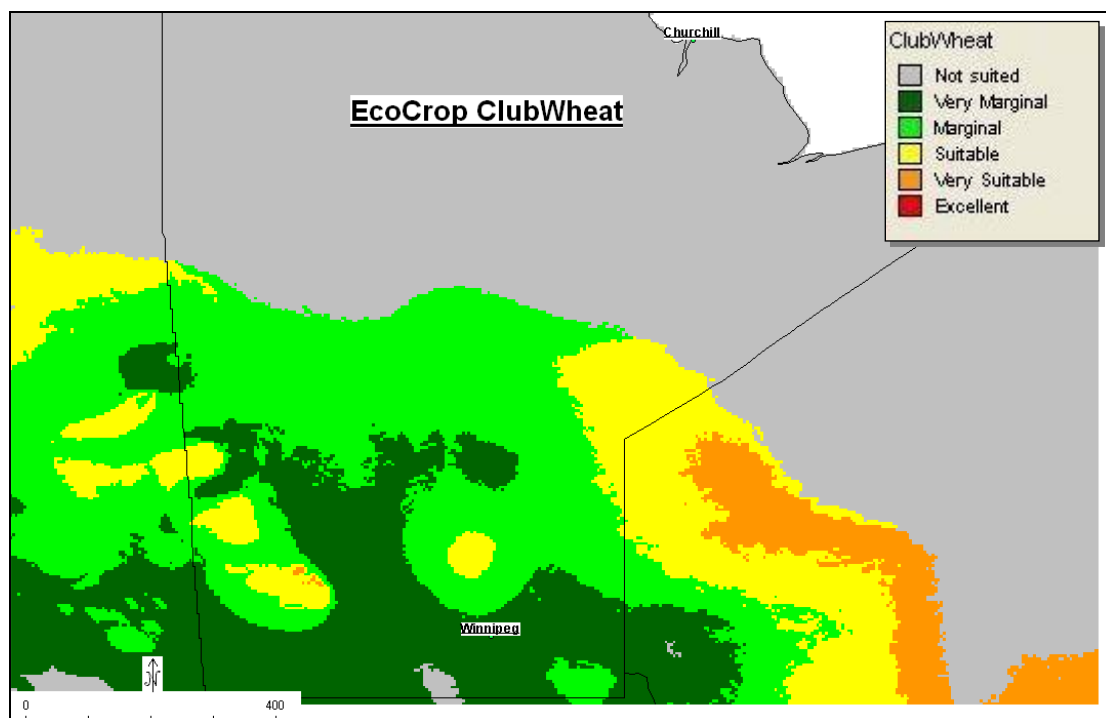 Churchill
ClubWheat
Not suited
Very Marginal
Marginal
Suitable
Very Suitable
Excellent
EcoCrop ClubWheat
Winnipeg
0 400